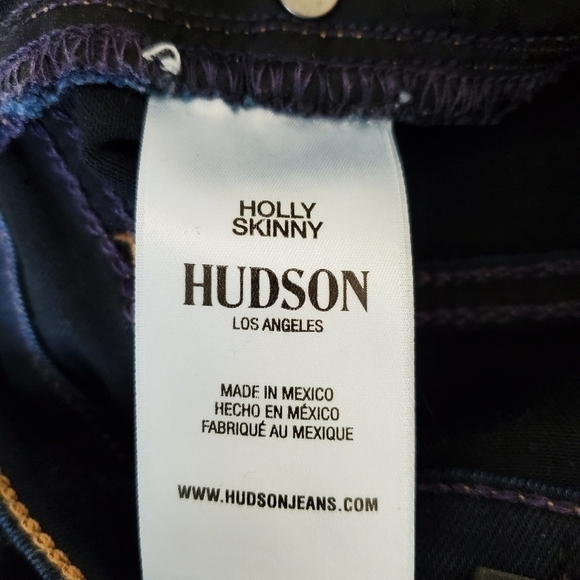 HOLLY
SKINNY
HUDSON
LOS ANGELES
MADE IN MEXICO
HECHO EN MÉXICO
FABRIQUÉ AU MEXIQUE
WWW.HUDSONJEANS.COM